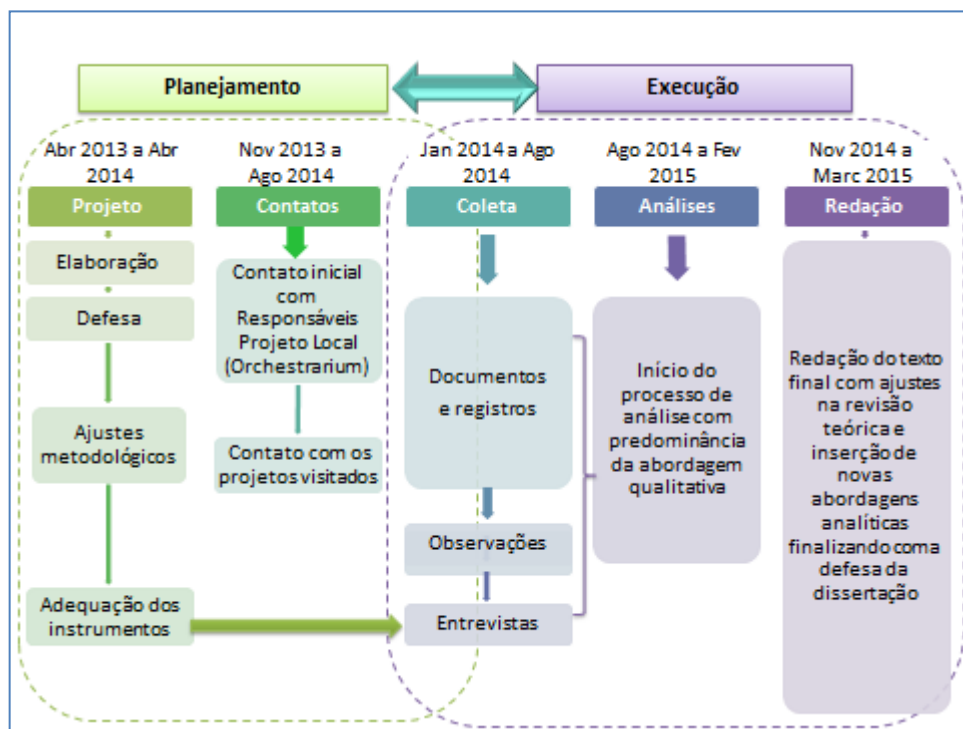 Planejamento
Execução
Abr 2013 a Abr
2014
Projeto
Elaboração
Defesa
Ajustes
metodológicos
Adequação dos
instrumentos
Nov 2013 a
Ago 2014
Contatos
Contato inicial
com
Responsáveis
Projeto Local
(Orchestrarium)
Contato com os
projetos visitados
Jan 2014 a Ago
2014
Coleta
Documentos
e registros
Observações
Entrevistas
Ago 2014 a Fev
2015
Análises
Início do
processo de
análise com
predominância
da abordagem
qualitativa
Nov 2014 a
Marc 2015
Redação
Redação do texto
final com ajustes
na revisão
teórica e
inserção de
novas
abordagens
analíticas
finalizando coma
defesa da
dissertação